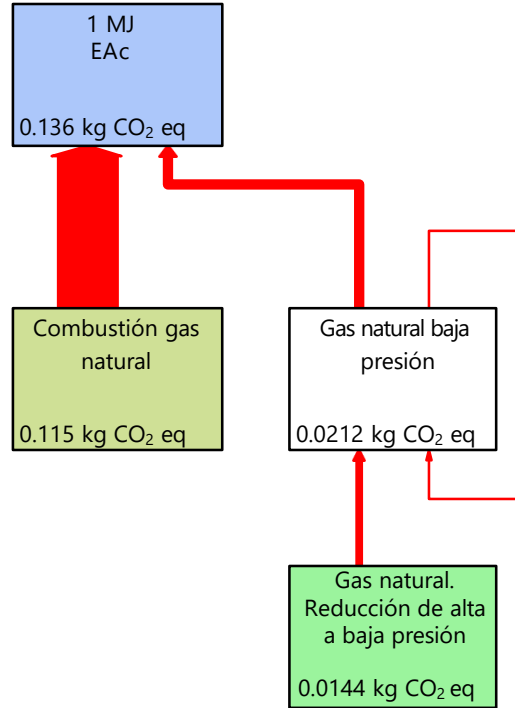 1 MJ
EAc
0.136 kg CO₂ eq
Combustión gas
natural
0.115 kg CO₂ eq
Gas natural baja
presión
0.0212 kg CO₂ eq
Gas natural.
Reducción de alta
a baja presión
0.0144 kg CO₂ eq